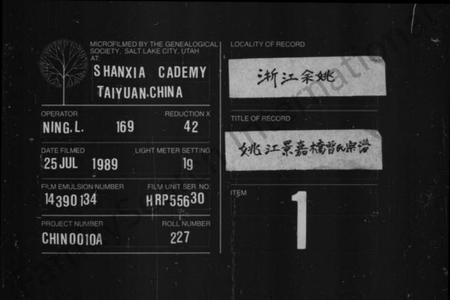 MICROFILMED BY THE GENEALOGICAL
SOCIETY, SALT LAKE CITY, UTAH
AT
SHANXIA CADEMY
TAIYUAN.CHINA
OPERATOR
REDUCTION X
NING.L. 169
42
DATE FILMED
LIGHT METER SETTING
25 JUL 1989
19
FILM EMULSION NUMBER
FILM UNIT SER. NO.
14390134
HRP55630
PROJECT NUMBER
ROLL NUMBER
CHIN0010A
227
LOCALITY OF RECORD
浙江余姚
TITLE OF RECORD
姚江景嘉橋魯氏宗譜
ITEM
1